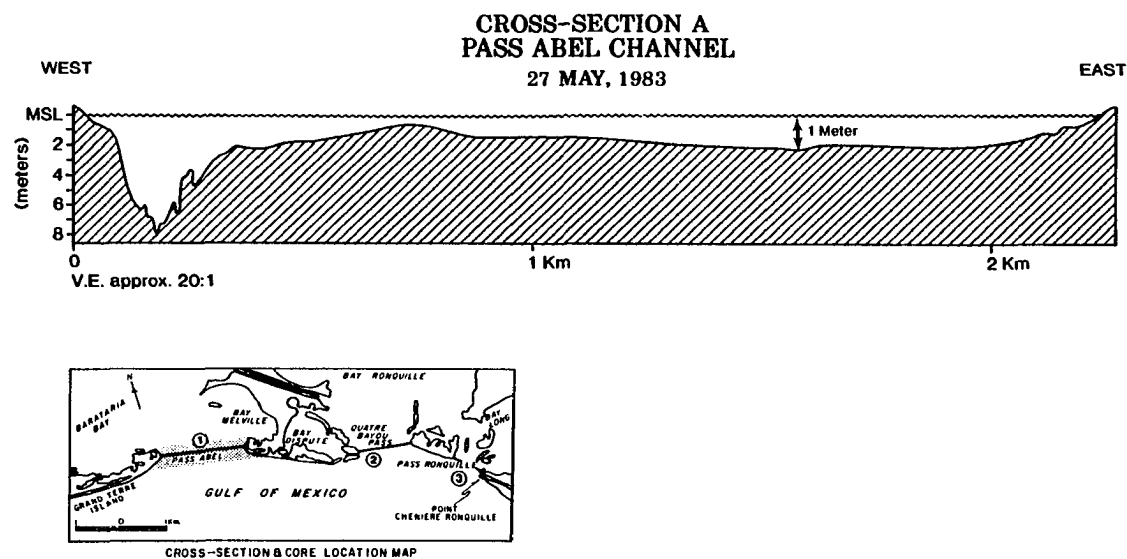 CROSS-SECTION A
PASS ABEL CHANNEL
27 MAY, 1983
WEST
EAST
MSL
2
4
6
8
(meters)
1 Meter
0
1 Km
2 Km
V.E. approx. 20:1
N
BARATARIA
BAY
BAY
MELVILLE
BAY RONQUILLE
BAY
DISPUTE
QUATRE
BAYOU
PASS
BAY
LONG
1
PASS ABEL
2
PASS RONQUILLE
3
GRAND TERRE
ISLAND
GULF OF MEXICO
POINT
CHENIERE RONQUILLE
0
1Km
CROSS-SECTION & CORE LOCATION MAP